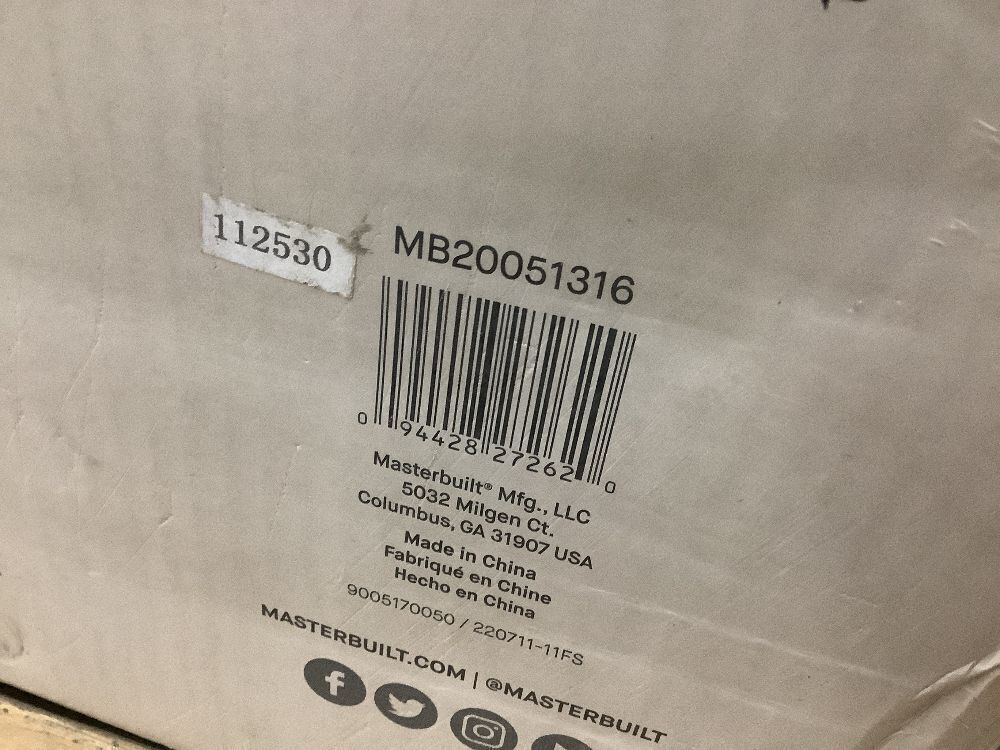 112530
MB20051316
0 94428 27262 0
Masterbuilt® Mfg., LLC
5032 Milgen Ct.
Columbus, GA 31907 USA
Made in China
Fabriqué en Chine
Hecho en China
9005170050 / 220711-11FS
MASTERBUILT.COM | @MASTERBUILT